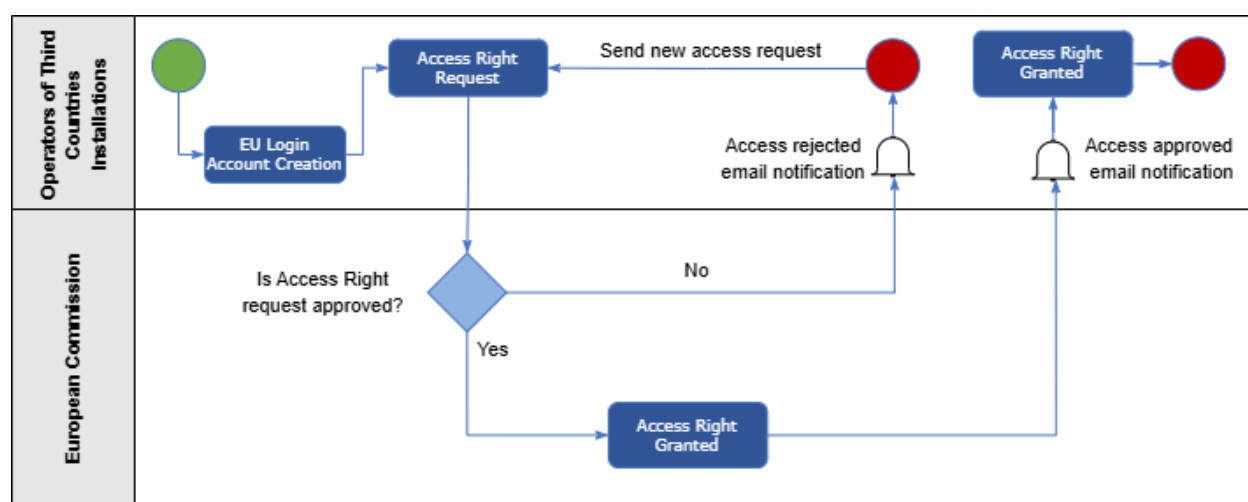 Operators of Third
Countries
Installations
Access Right
Request
Send new access request
Access Right
Granted
EU Login
Account Creation
Access rejected
email notification
Access approved
email notification
European Commission
Is Access Right
request approved?
No
Yes
Access Right
Granted